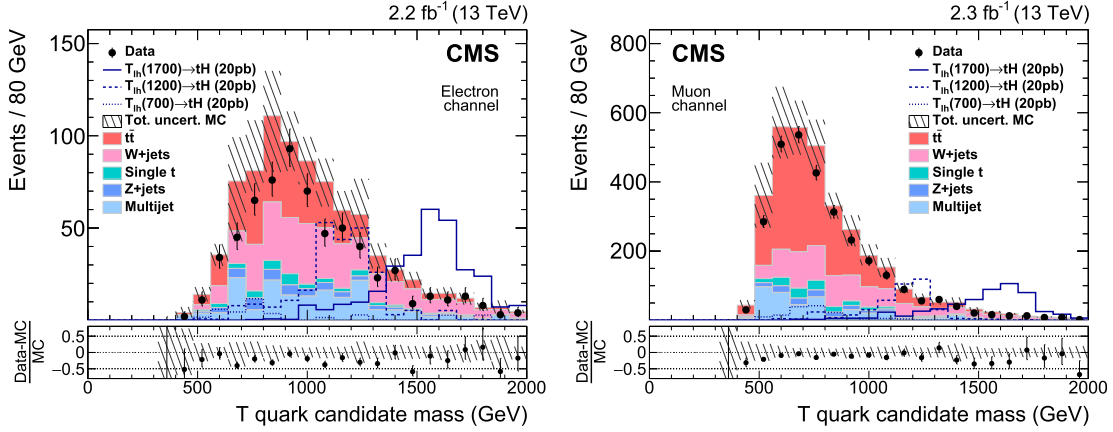 2.2 fb⁻¹ (13 TeV)
150
100
50
Events / 80 GeV
CMS
Electron
channel
Data
T_lh(1700)→tH (20pb)
T_lh(1200)→tH (20pb)
T_lh(700)→tH (20pb)
Tot. uncert. MC
tt̄
W+jets
Single t
Z+jets
Multijet
Data-MC
MC
0.5
0
−0.5
0 500 1000 1500 2000
T quark candidate mass (GeV)
2.3 fb⁻¹ (13 TeV)
800
600
400
200
Events / 80 GeV
CMS
Muon
channel
Data
T_lh(1700)→tH (20pb)
T_lh(1200)→tH (20pb)
T_lh(700)→tH (20pb)
Tot. uncert. MC
tt̄
W+jets
Single t
Z+jets
Multijet
Data-MC
MC
0.5
0
−0.5
0 500 1000 1500 2000
T quark candidate mass (GeV)